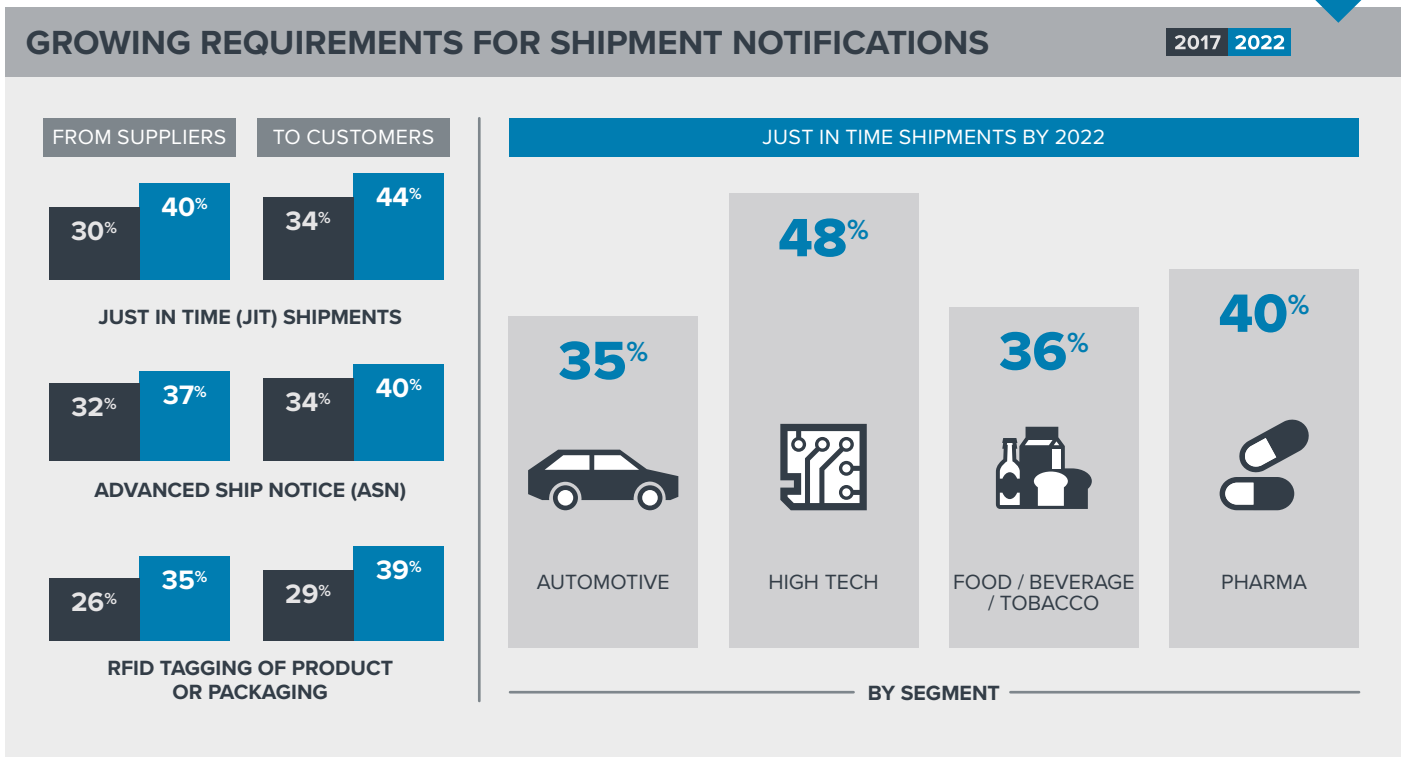 GROWING REQUIREMENTS FOR SHIPMENT NOTIFICATIONS
2017 2022
FROM SUPPLIERS
TO CUSTOMERS
30% 40%
34% 44%
JUST IN TIME (JIT) SHIPMENTS
32% 37%
34% 40%
ADVANCED SHIP NOTICE (ASN)
26% 35%
29% 39%
RFID TAGGING OF PRODUCT
OR PACKAGING
JUST IN TIME SHIPMENTS BY 2022
35%
AUTOMOTIVE
48%
HIGH TECH
36%
FOOD / BEVERAGE
/ TOBACCO
40%
PHARMA
BY SEGMENT